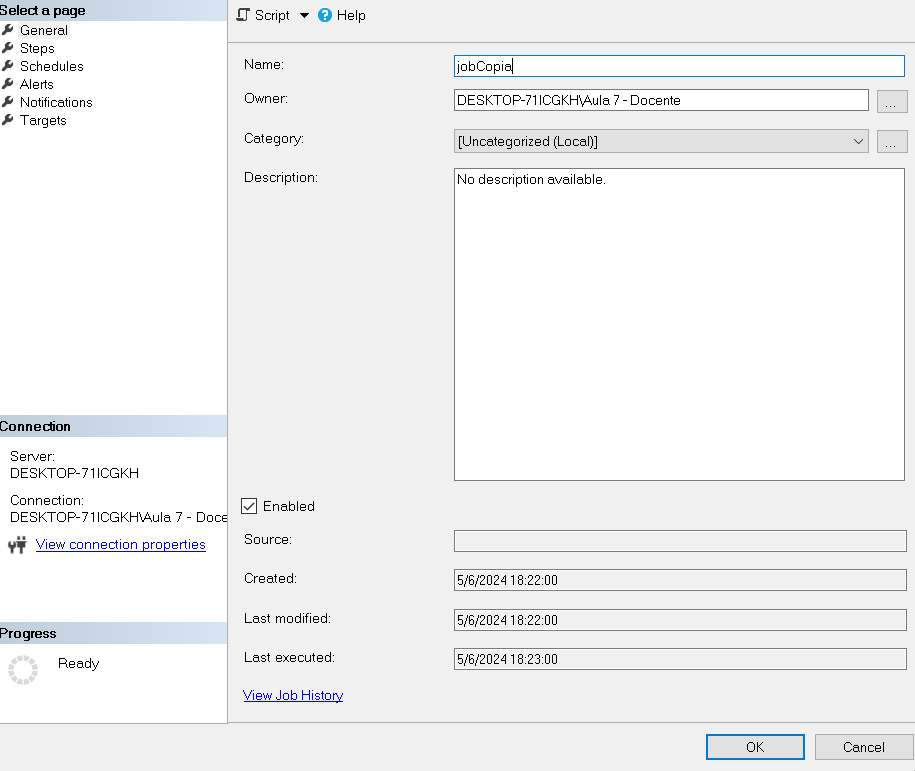 Select a page
General
Steps
Schedules
Alerts
Notifications
Targets
Connection
Server:
DESKTOP-71ICGKH
Connection:
DESKTOP-71ICGKH\Aula 7 - Doce
View connection properties
Progress
Ready
Script Help
Name: jobCopia
Owner: DESKTOP-71ICGKH\Aula 7 - Docente ...
Category: [Uncategorized (Local)] ...
Description: No description available.
Enabled
Source:
Created: 5/6/2024 18:22:00
Last modified: 5/6/2024 18:22:00
Last executed: 5/6/2024 18:23:00
View Job History
OK Cancel